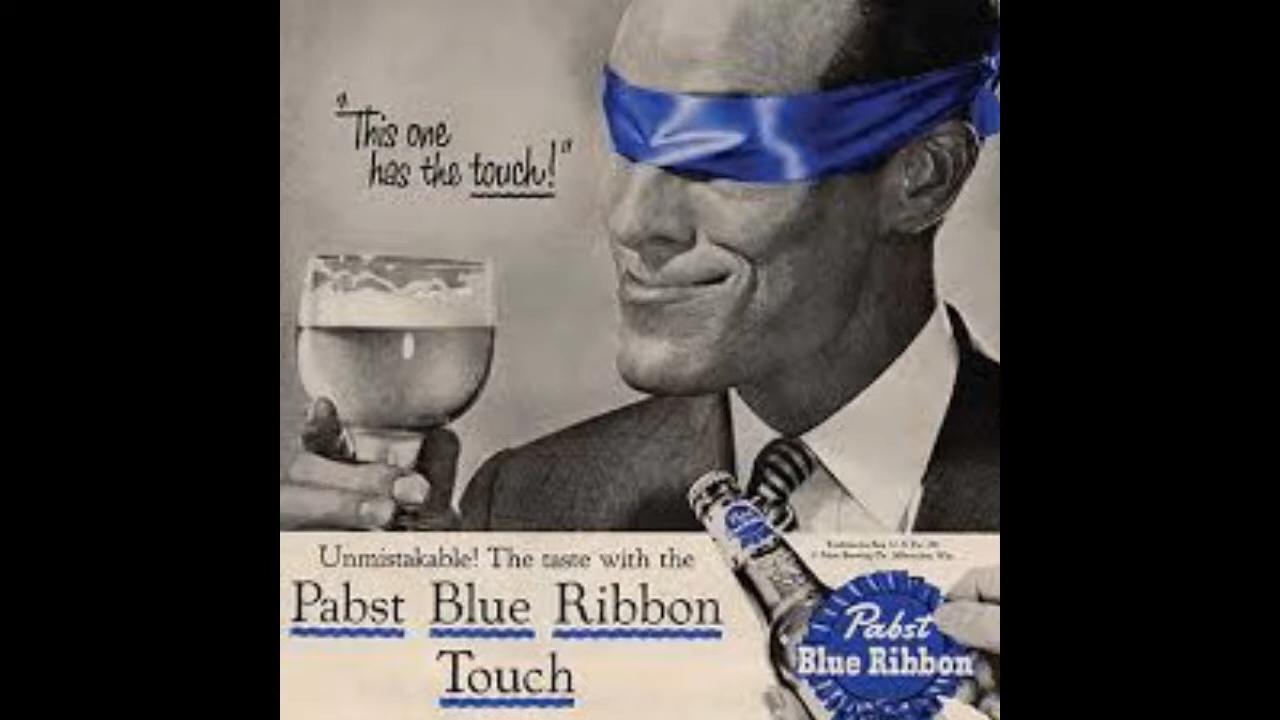 "This one
has the touch!"
Unmistakable! The taste with the
Pabst Blue Ribbon
Touch
Pabst
Blue Ribbon